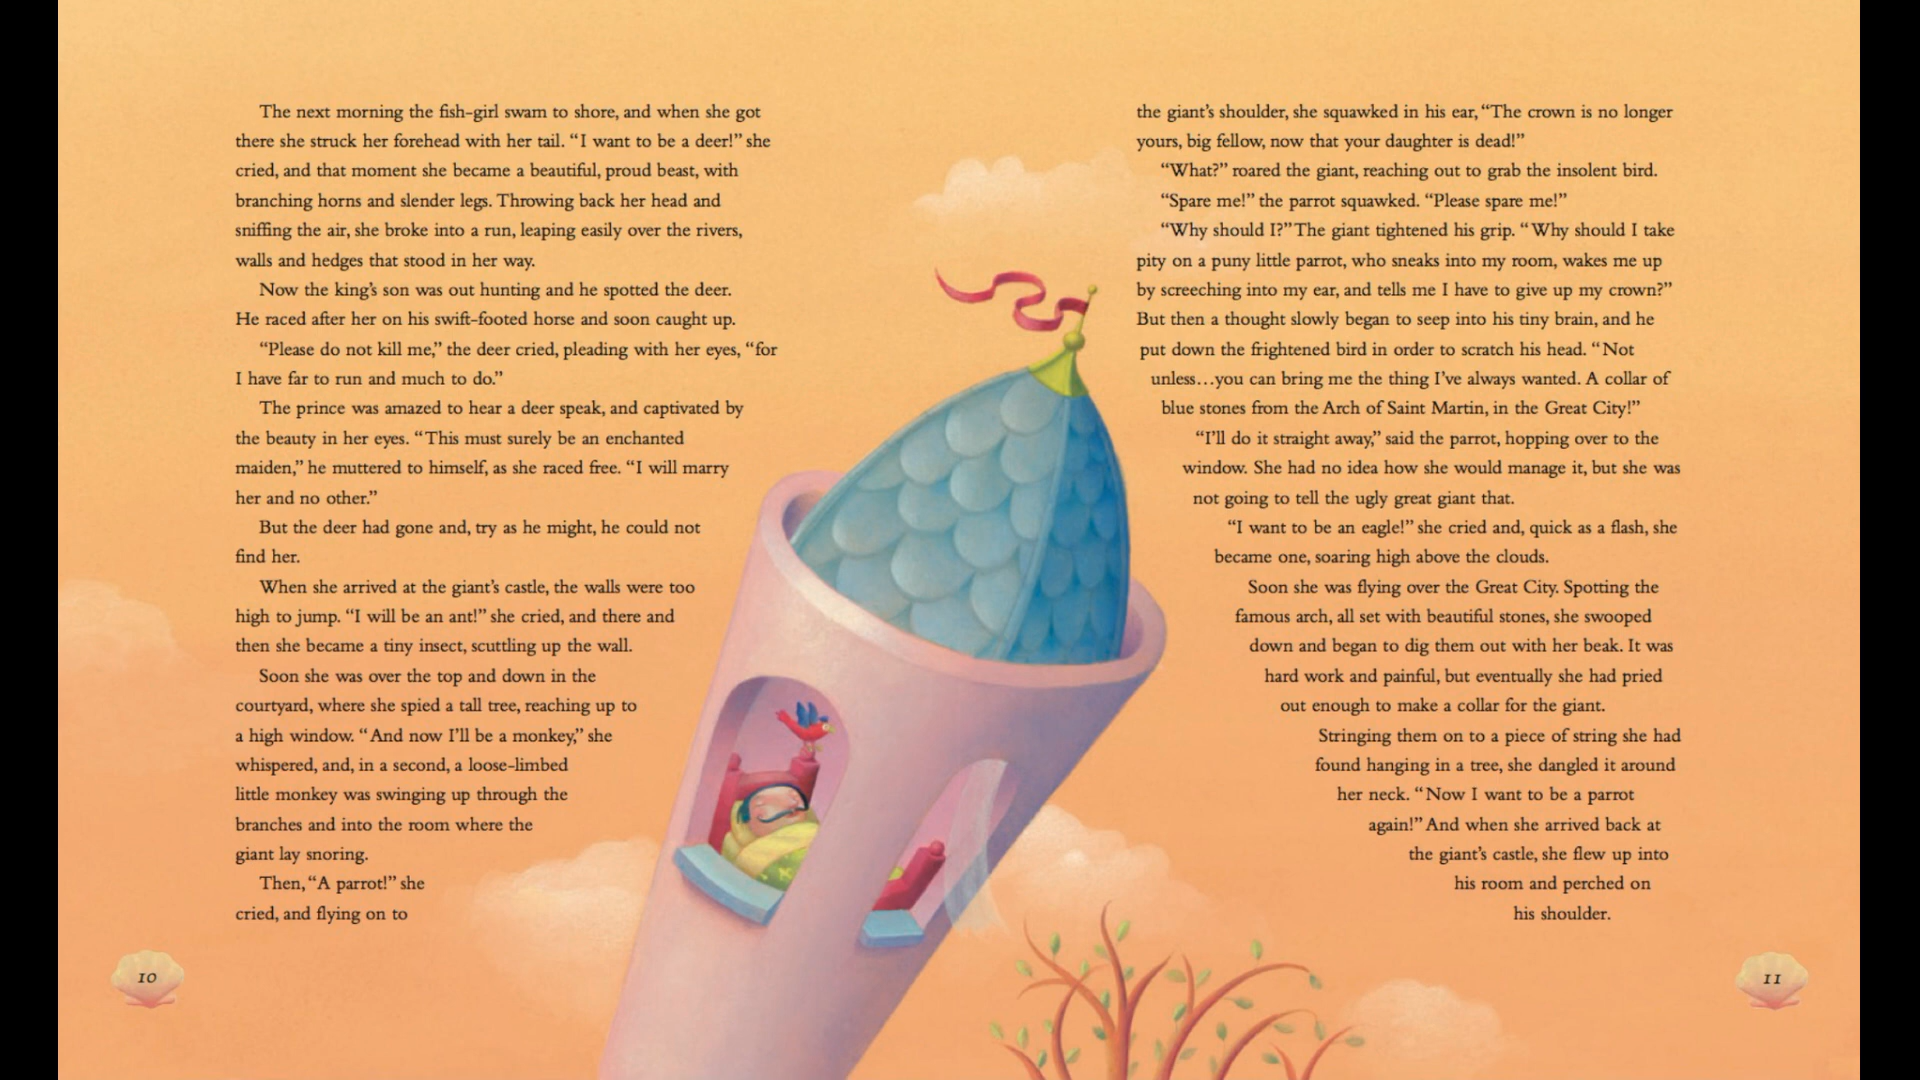 The next morning the fish-girl swam to shore, and when she got
there she struck her forehead with her tail. “I want to be a deer!” she
cried, and that moment she became a beautiful, proud beast, with
branching horns and slender legs. Throwing back her head and
sniffing the air, she broke into a run, leaping easily over the rivers,
walls and hedges that stood in her way.
Now the king’s son was out hunting and he spotted the deer.
He raced after her on his swift-footed horse and soon caught up.
“Please do not kill me,” the deer cried, pleading with her eyes, “for
I have far to run and much to do.”
The prince was amazed to hear a deer speak, and captivated by
the beauty in her eyes. “This must surely be an enchanted
maiden,” he muttered to himself, as she raced free. “I will marry
her and no other.”
But the deer had gone and, try as he might, he could not
find her.
When she arrived at the giant’s castle, the walls were too
high to jump. “I will be an ant!” she cried, and there and
then she became a tiny insect, scuttling up the wall.
Soon she was over the top and down in the
courtyard, where she spied a tall tree, reaching up to
a high window. “And now I’ll be a monkey,” she
whispered, and, in a second, a loose-limbed
little monkey was swinging up through the
branches and into the room where the
giant lay snoring.
Then, “A parrot!” she
cried, and flying on to
10
the giant’s shoulder, she squawked in his ear, “The crown is no longer
yours, big fellow, now that your daughter is dead!”
“What?” roared the giant, reaching out to grab the insolent bird.
“Spare me!” the parrot squawked. “Please spare me!”
“Why should I?” The giant tightened his grip. “Why should I take
pity on a puny little parrot, who sneaks into my room, wakes me up
by screeching into my ear, and tells me I have to give up my crown?”
But then a thought slowly began to seep into his tiny brain, and he
put down the frightened bird in order to scratch his head. “Not
unless…you can bring me the thing I’ve always wanted. A collar of
blue stones from the Arch of Saint Martin, in the Great City!”
“I’ll do it straight away,” said the parrot, hopping over to the
window. She had no idea how she would manage it, but she was
not going to tell the ugly great giant that.
“I want to be an eagle!” she cried and, quick as a flash, she
became one, soaring high above the clouds.
Soon she was flying over the Great City. Spotting the
famous arch, all set with beautiful stones, she swooped
down and began to dig them out with her beak. It was
hard work and painful, but eventually she had pried
out enough to make a collar for the giant.
Stringing them on to a piece of string she had
found hanging in a tree, she dangled it around
her neck. “Now I want to be a parrot
again!” And when she arrived back at
the giant’s castle, she flew up into
his room and perched on
his shoulder.
11